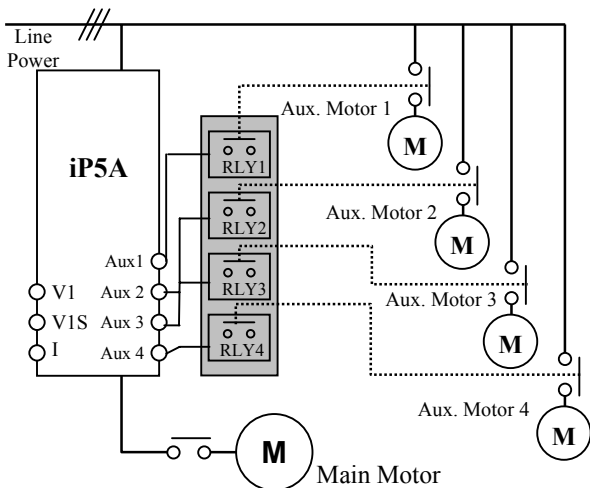 Line
Power
iP5A
Aux. Motor 1
M
RLY1
Aux. Motor 2
M
RLY2
Aux1
V1
Aux 2
RLY3
Aux. Motor 3
M
V1S
Aux 3
I
Aux 4
RLY4
Aux. Motor 4
M
M
Main Motor